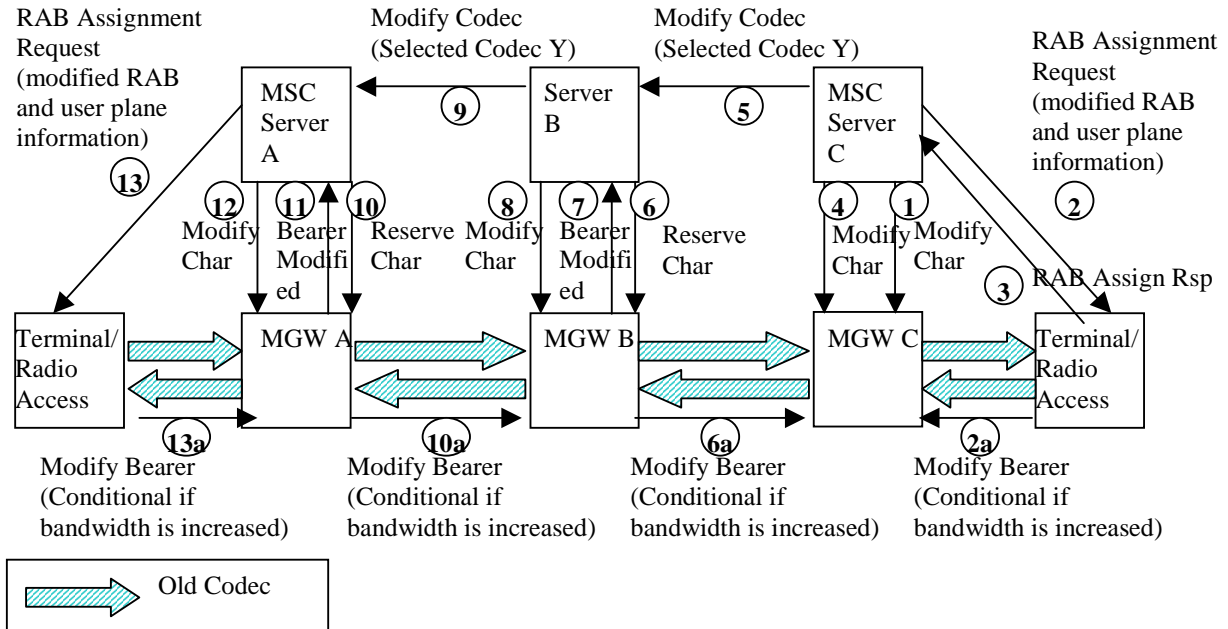 RAB Assignment
Request
(modified RAB
and user plane
information)
Modify Codec
(Selected Codec Y)
Modify Codec
(Selected Codec Y)
RAB Assignment
Request
(modified RAB
and user plane
information)
MSC
Server
A
9
Server
B
5
MSC
Server
C
13
12
11
10
8
7
6
4
1
2
Modify
Char
Bearer
Modifi
ed
Reserve
Char
Modify
Char
Bearer
Modifi
ed
Reserve
Char
Modify
Char
Modify
Char
3
RAB Assign Rsp
Terminal/
Radio
Access
MGW A
MGW B
MGW C
Terminal/
Radio
Access
13a
10a
6a
2a
Modify Bearer
(Conditional if
bandwidth is increased)
Modify Bearer
(Conditional if
bandwidth is increased)
Modify Bearer
(Conditional if
bandwidth is increased)
Modify Bearer
(Conditional if
bandwidth is increased)
Old Codec